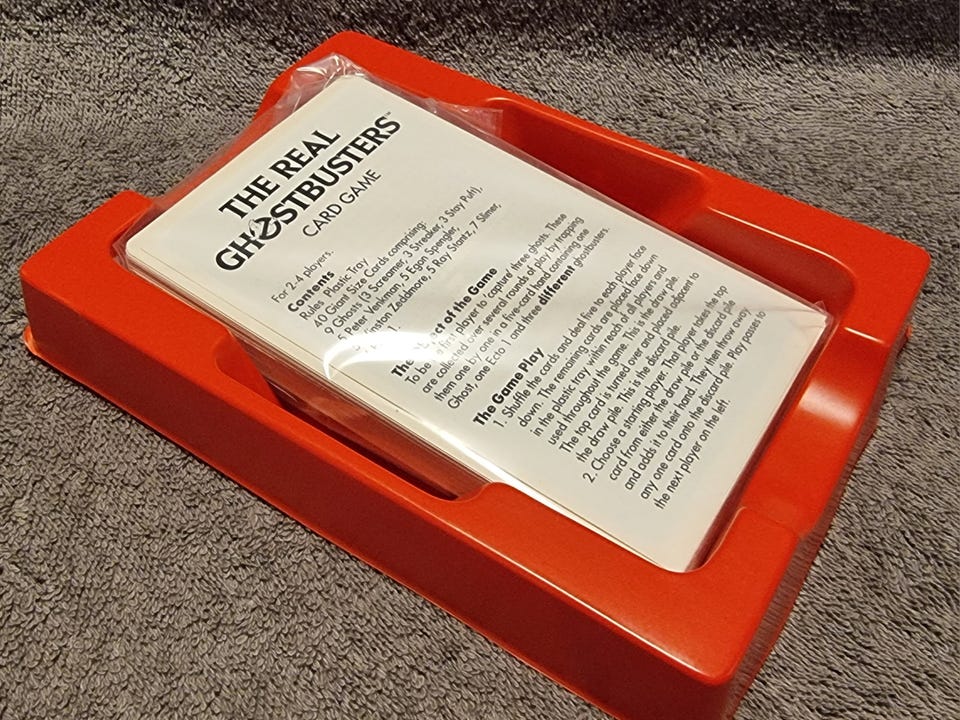 THE REAL
GHOSTBUSTERS™
CARD GAME
For 2-4 players.
Contents
Rules Plastic Tray
40 Giant Size Cards comprising:
9 Ghosts (3 Screamer, 3 Streaker, 3 Stay Puft),
5 Peter Venkman, 5 Egon Spengler,
Winston Zeddmore, 5 Ray Stantz, 7 Slimer,
1.
The Object of the Game
To be a first player to 'capture' three ghosts. These
are collected over several rounds of play by trapping
them one by one in a five-card hand containing one
Ghost, one Ecto 1 and three different ghostbusters.
The Game Play
1. Shuffle the cards and deal five to each player face
down. The remaining cards are placed face down
in the plastic tray within reach of all players and
used throughout the game. This is the draw pile.
The top card is turned over and placed adjacent to
the draw pile. This is the discard pile.
2. Choose a starting player. That player takes the top
card from either the draw pile or the discard pile
and adds it to their hand. They then throw away
any one card onto the discard pile. Play passes to
the next player on the left.